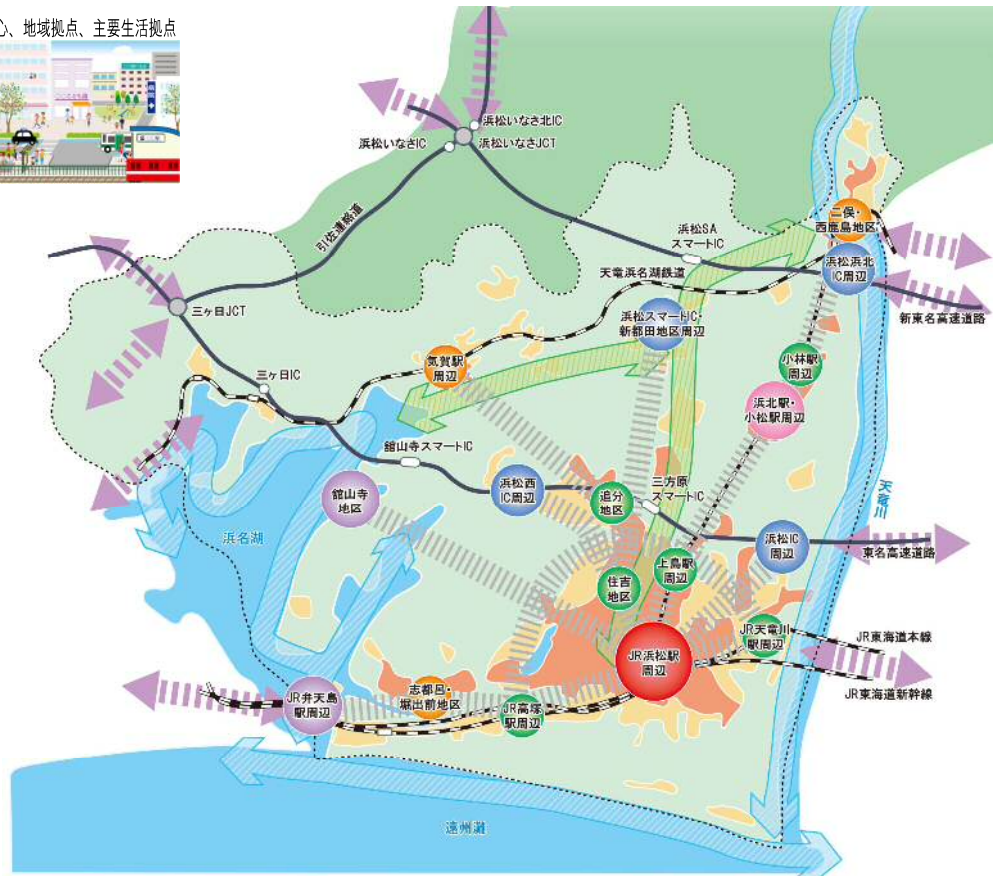 心、地域拠点、主要生活拠点
浜松いなさ北IC
浜松いなさIC
浜松いなさJCT
引佐連絡道
浜松SA
スマートIC
二俣・
西鹿島地区
浜松浜北
IC周辺
天竜浜名湖鉄道
三ヶ日JCT
浜松スマートIC・
新都田地区周辺
新東名高速道路
気賀駅
周辺
小林駅
周辺
三ヶ日IC
浜北駅・
小松駅周辺
舘山寺スマートIC
舘山寺
地区
浜松西
IC周辺
追分
地区
三方原
スマートIC
天竜川
浜名湖
浜松IC
周辺
東名高速道路
上島駅
周辺
住吉
地区
JR天竜川
駅周辺
JR東海道本線
JR浜松駅
周辺
JR東海道新幹線
JR弁天島
駅周辺
志都呂・
堀出前地区
JR高塚
駅周辺
遠州灘